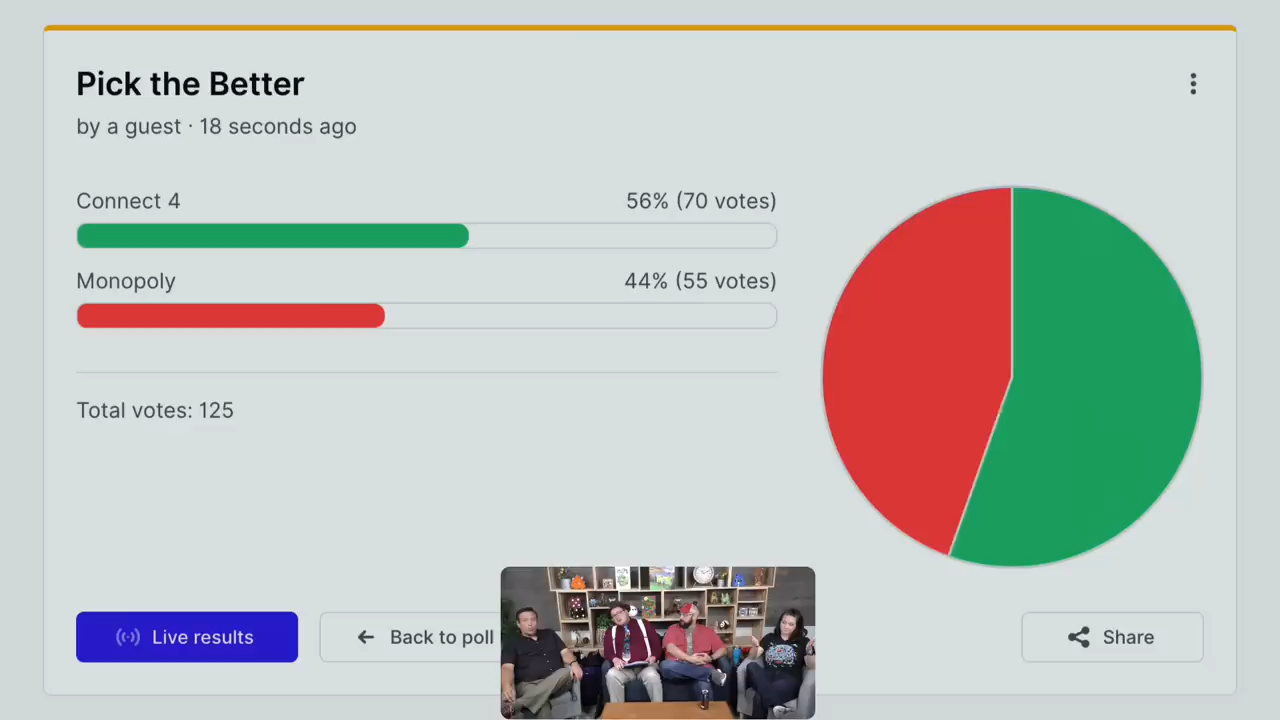 Pick the Better
by a guest · 18 seconds ago
Connect 4
56% (70 votes)
Monopoly
44% (55 votes)
Total votes: 125
Live results
Back to poll
Share